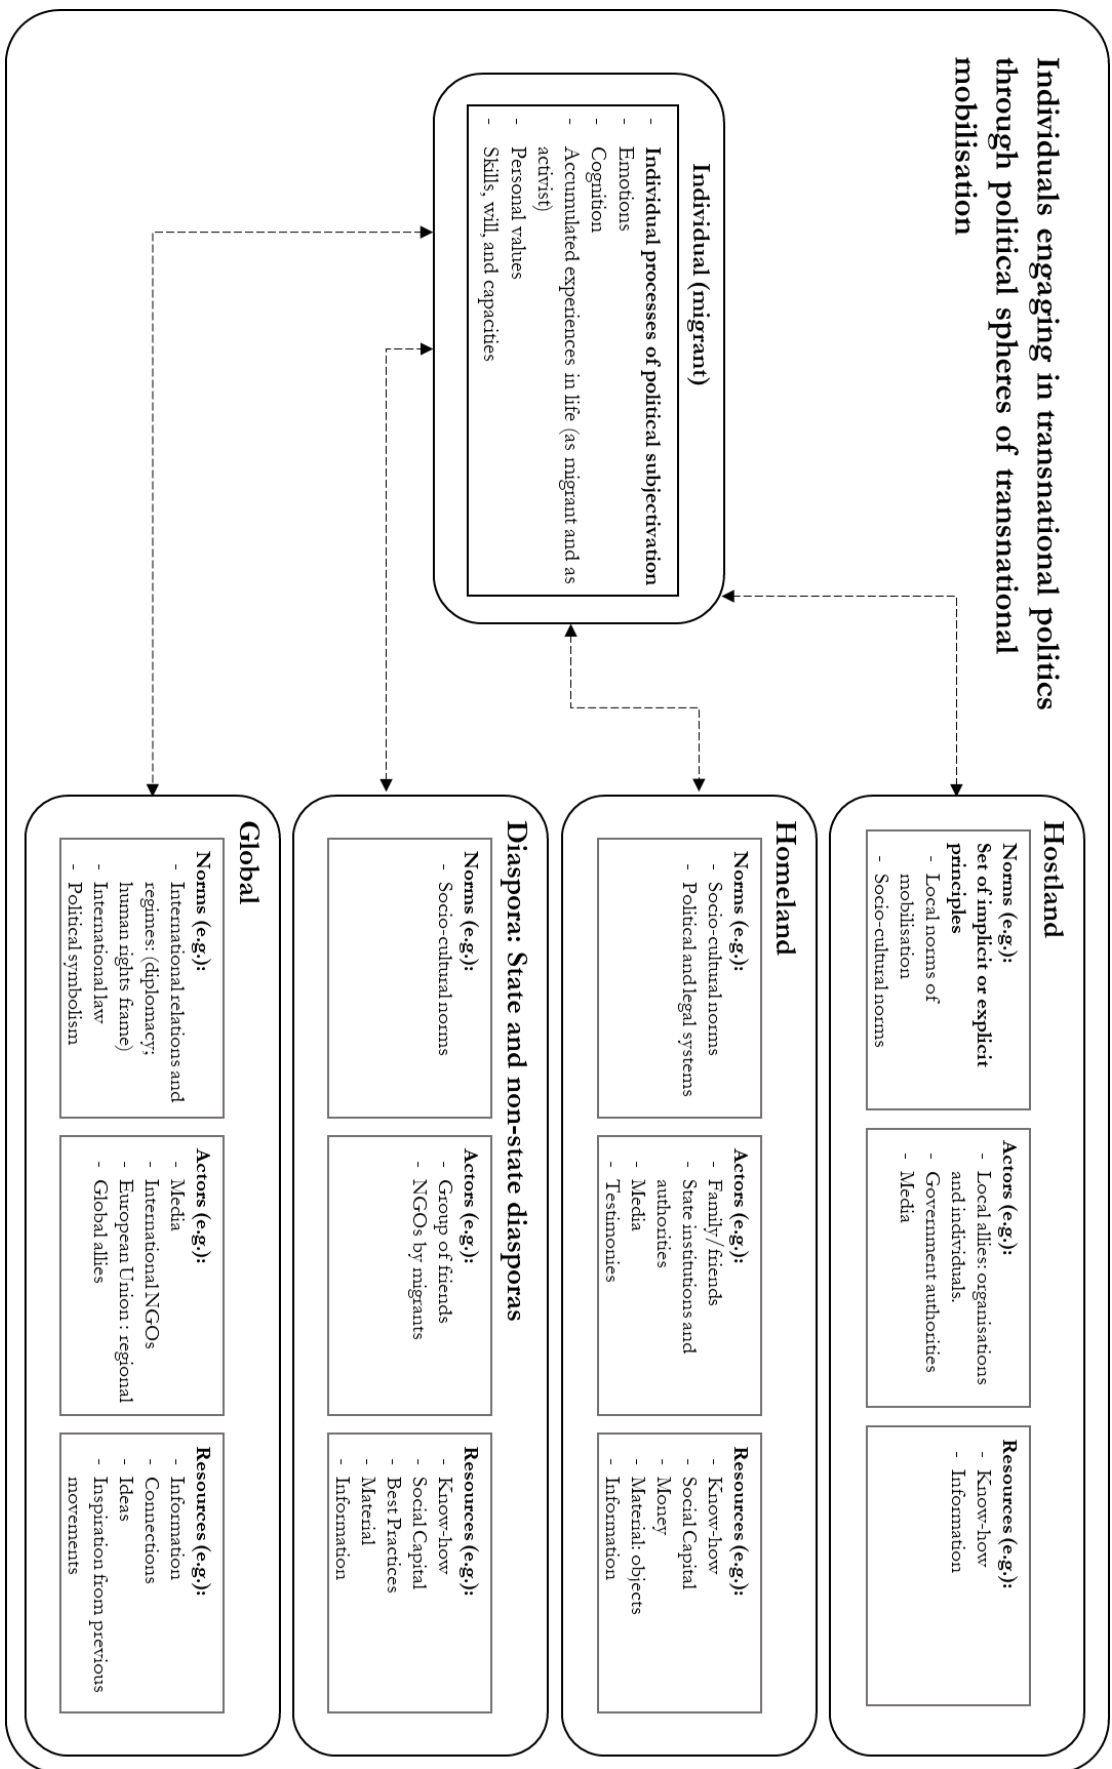 Individuals engaging in transnational politics
through political spheres of transnational
mobilisation
Individual (migrant)
- Individual processes of political subjectivation
- Emotions
- Cognition
- Accumulated experiences in life (as migrant and as
activist)
- Personal values
- Skills, will, and capacities
Hostland
Norms (e.g.):
Set of implicit or explicit
principles
- Local norms of
mobilisation
- Socio-cultural norms
Actors (e.g.):
- Local allies: organisations
and individuals.
- Government authorities
- Media
Resources (e.g.):
- Know-how
- Information
Homeland
Norms (e.g.):
- Socio-cultural norms
- Political and legal systems
Actors (e.g.):
- Family/friends
- State institutions and
authorities
- Media
- Testimonies
Resources (e.g.):
- Know-how
- Social Capital
- Money
- Material: objects
- Information
Diaspora: State and non-state diasporas
Norms (e.g.):
- Socio-cultural norms
Actors (e.g.):
- Group of friends
- NGOs by migrants
Resources (e.g.):
- Know-how
- Social Capital
- Best Practices
- Material
- Information
Global
Norms (e.g.):
- International relations and
regimes: (diplomacy;
human rights frame)
- International law
- Political symbolism
Actors (e.g.):
- Media
- International NGOs
- European Union : regional
- Global allies
Resources (e.g.):
- Information
- Connections
- Ideas
- Inspiration from previous
movements